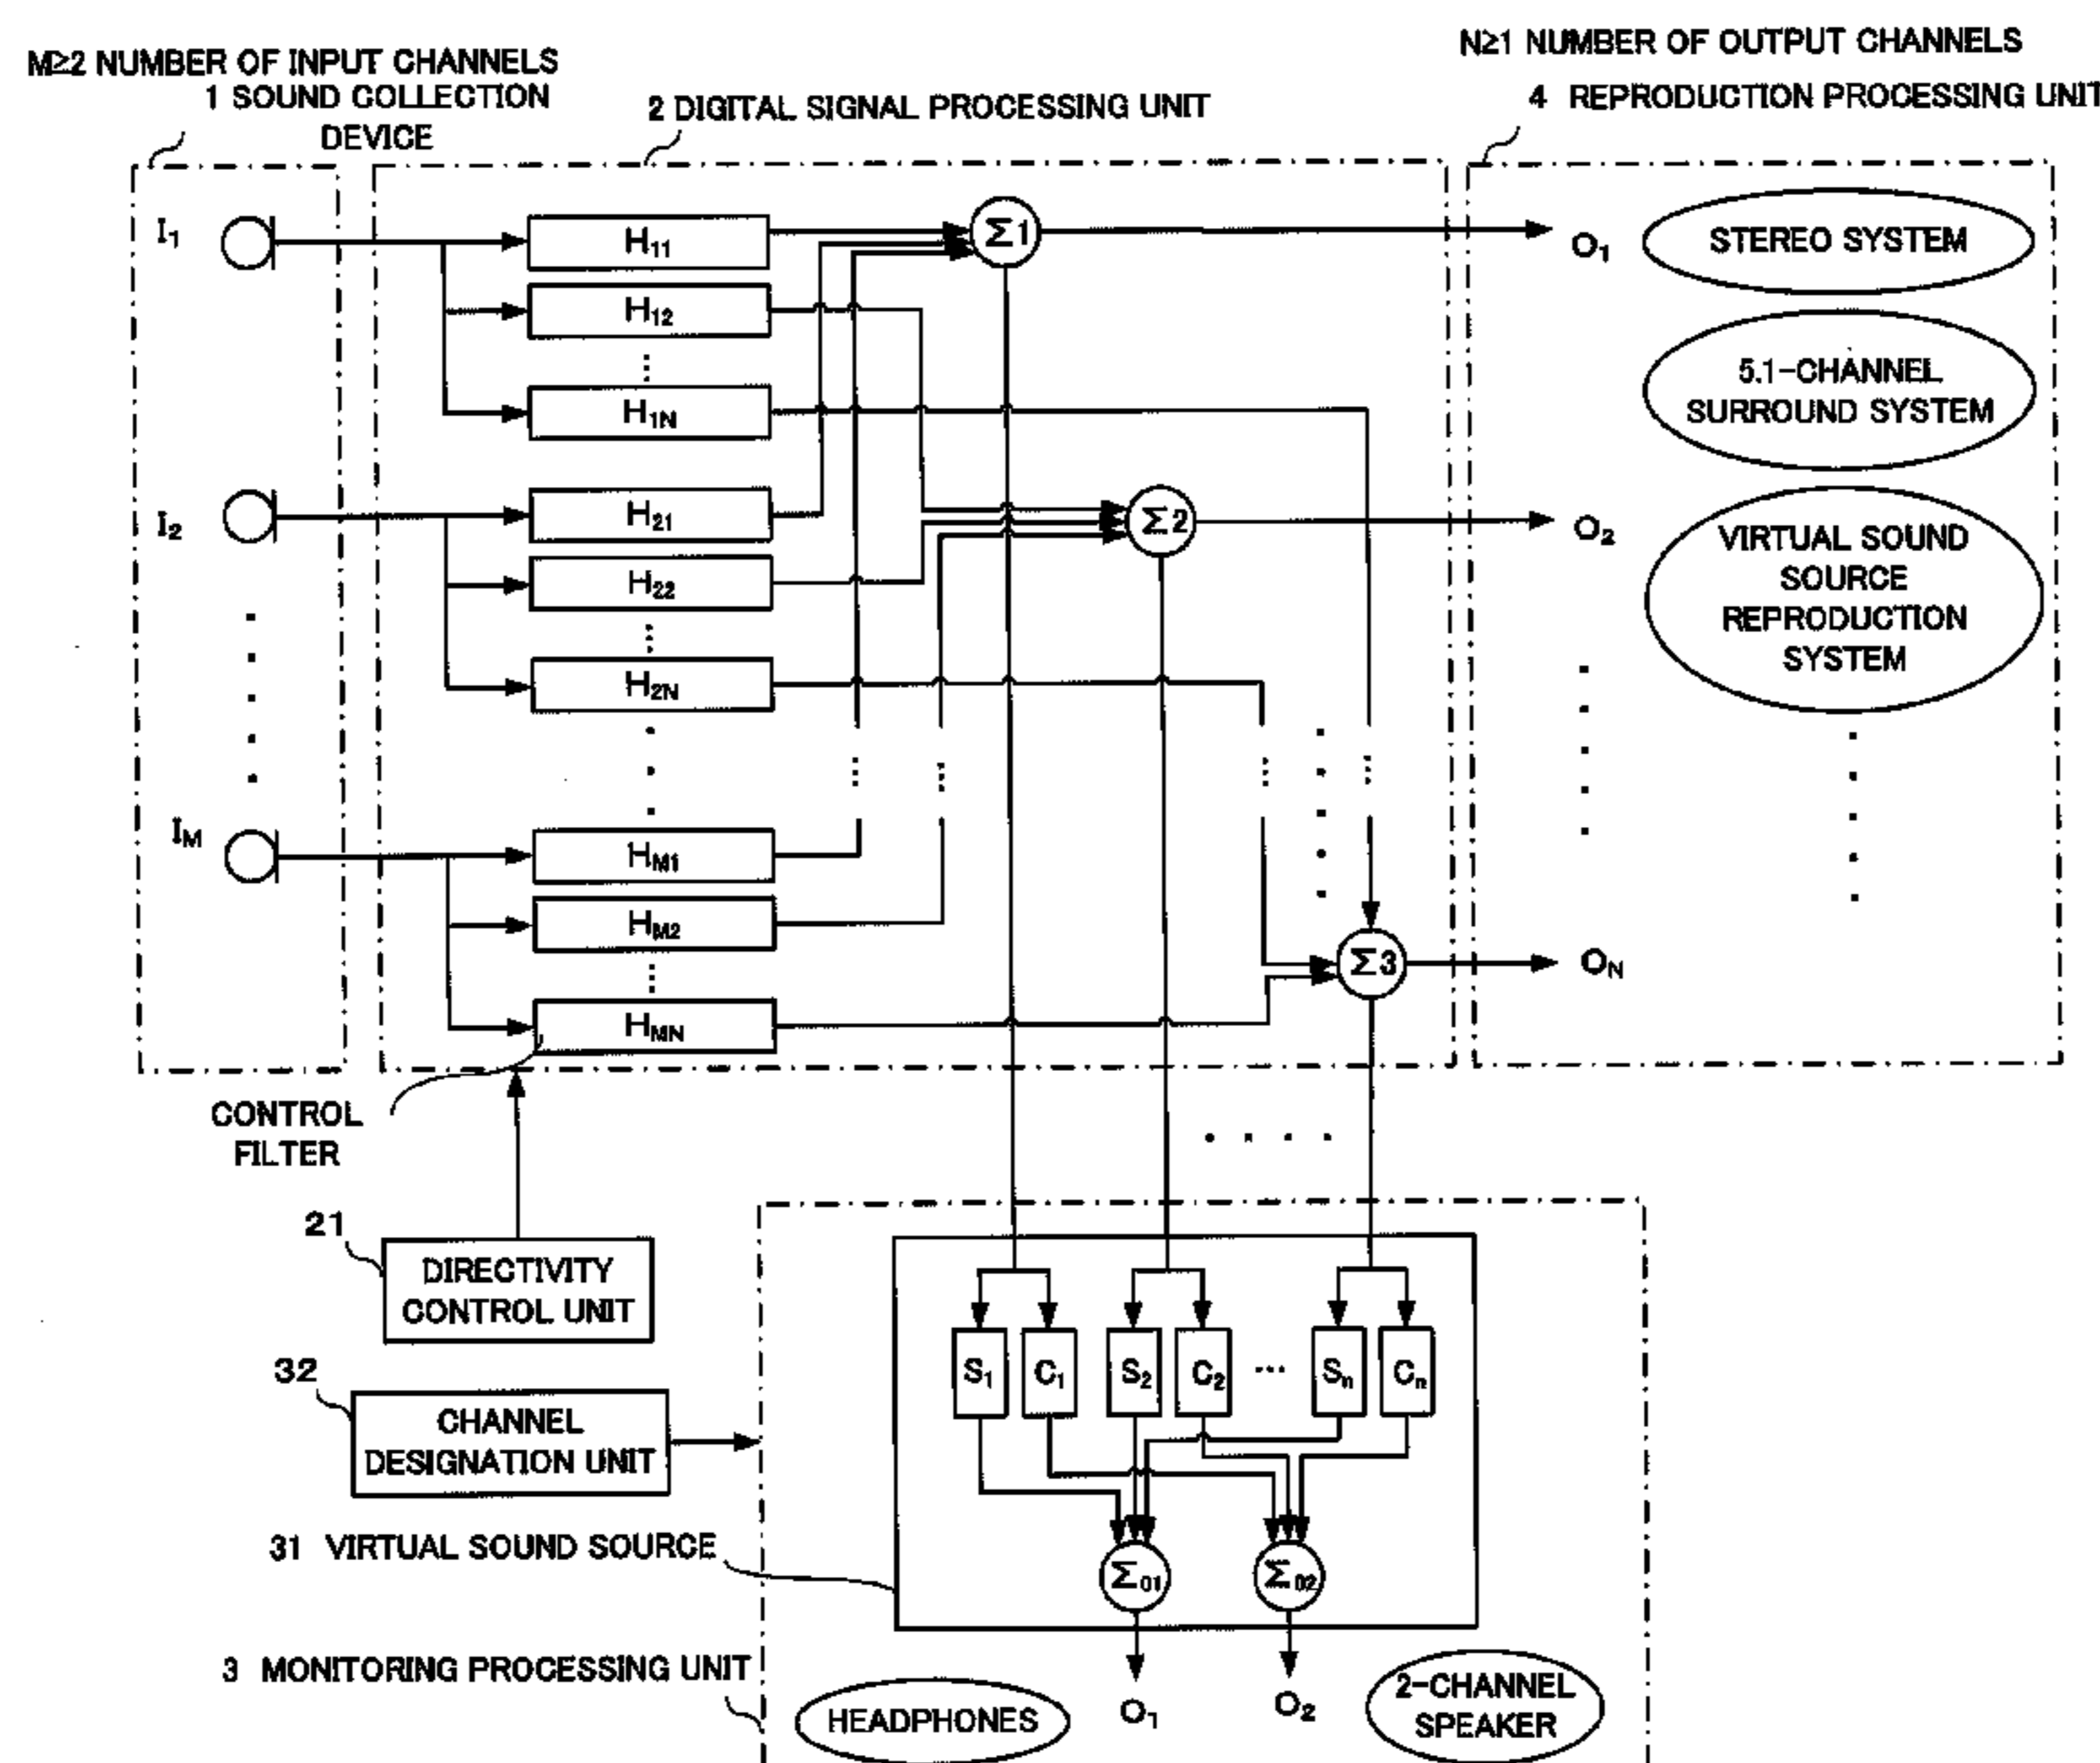 M≥2 NUMBER OF INPUT CHANNELS
1 SOUND COLLECTION
DEVICE
2 DIGITAL SIGNAL PROCESSING UNIT
N≥1 NUMBER OF OUTPUT CHANNELS
4 REPRODUCTION PROCESSING UNIT
I₁
H₁₁
Σ1
O₁
STEREO SYSTEM
H₁₂
H₁N
5.1-CHANNEL
SURROUND SYSTEM
I₂
H₂₁
Σ2
O₂
H₂₂
H₂N
VIRTUAL SOUND
SOURCE
REPRODUCTION
SYSTEM
IM
HM1
HM2
Σ3
ON
HMN
CONTROL
FILTER
21
DIRECTIVITY
CONTROL UNIT
32
CHANNEL
DESIGNATION UNIT
S₁ C₁ S₂ C₂ ... Sn Cn
31 VIRTUAL SOUND SOURCE
Σ01 Σ02
3 MONITORING PROCESSING UNIT
HEADPHONES
O₁
O₂
2-CHANNEL
SPEAKER